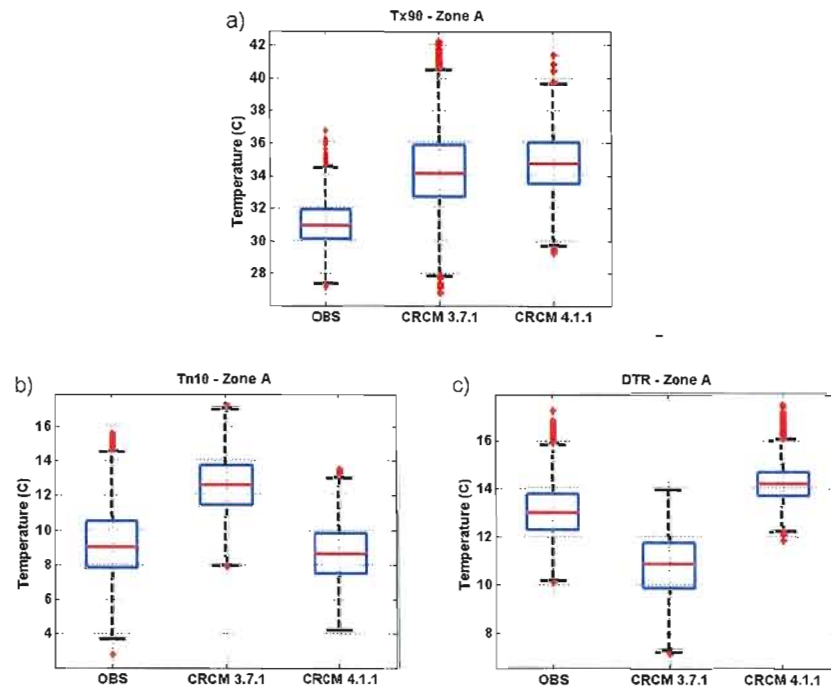 Tx90 - Zone A
a)
42
40
38
36
34
32
30
28
Temperature (C)
OBS CRCM 3.7.1 CRCM 4.1.1
b)
Tn10 - Zone A
16
14
12
10
8
6
4
Temperature (C)
OBS CRCM 3.7.1 CRCM 4.1.1
c)
DTR - Zone A
16
14
12
10
8
Temperature (C)
OBS CRCM 3.7.1 CRCM 4.1.1